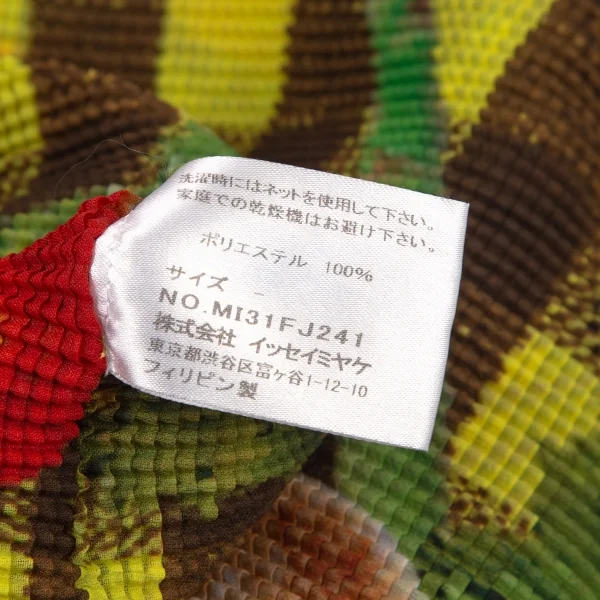 洗濯時にはネットを使用して下さい。
家庭での乾燥機はお避け下さい。
ポリエステル 100%
サイズ -
NO.MI31FJ241
株式会社 イッセイミヤケ
東京都渋谷区富ヶ谷1-12-10
フィリピン製